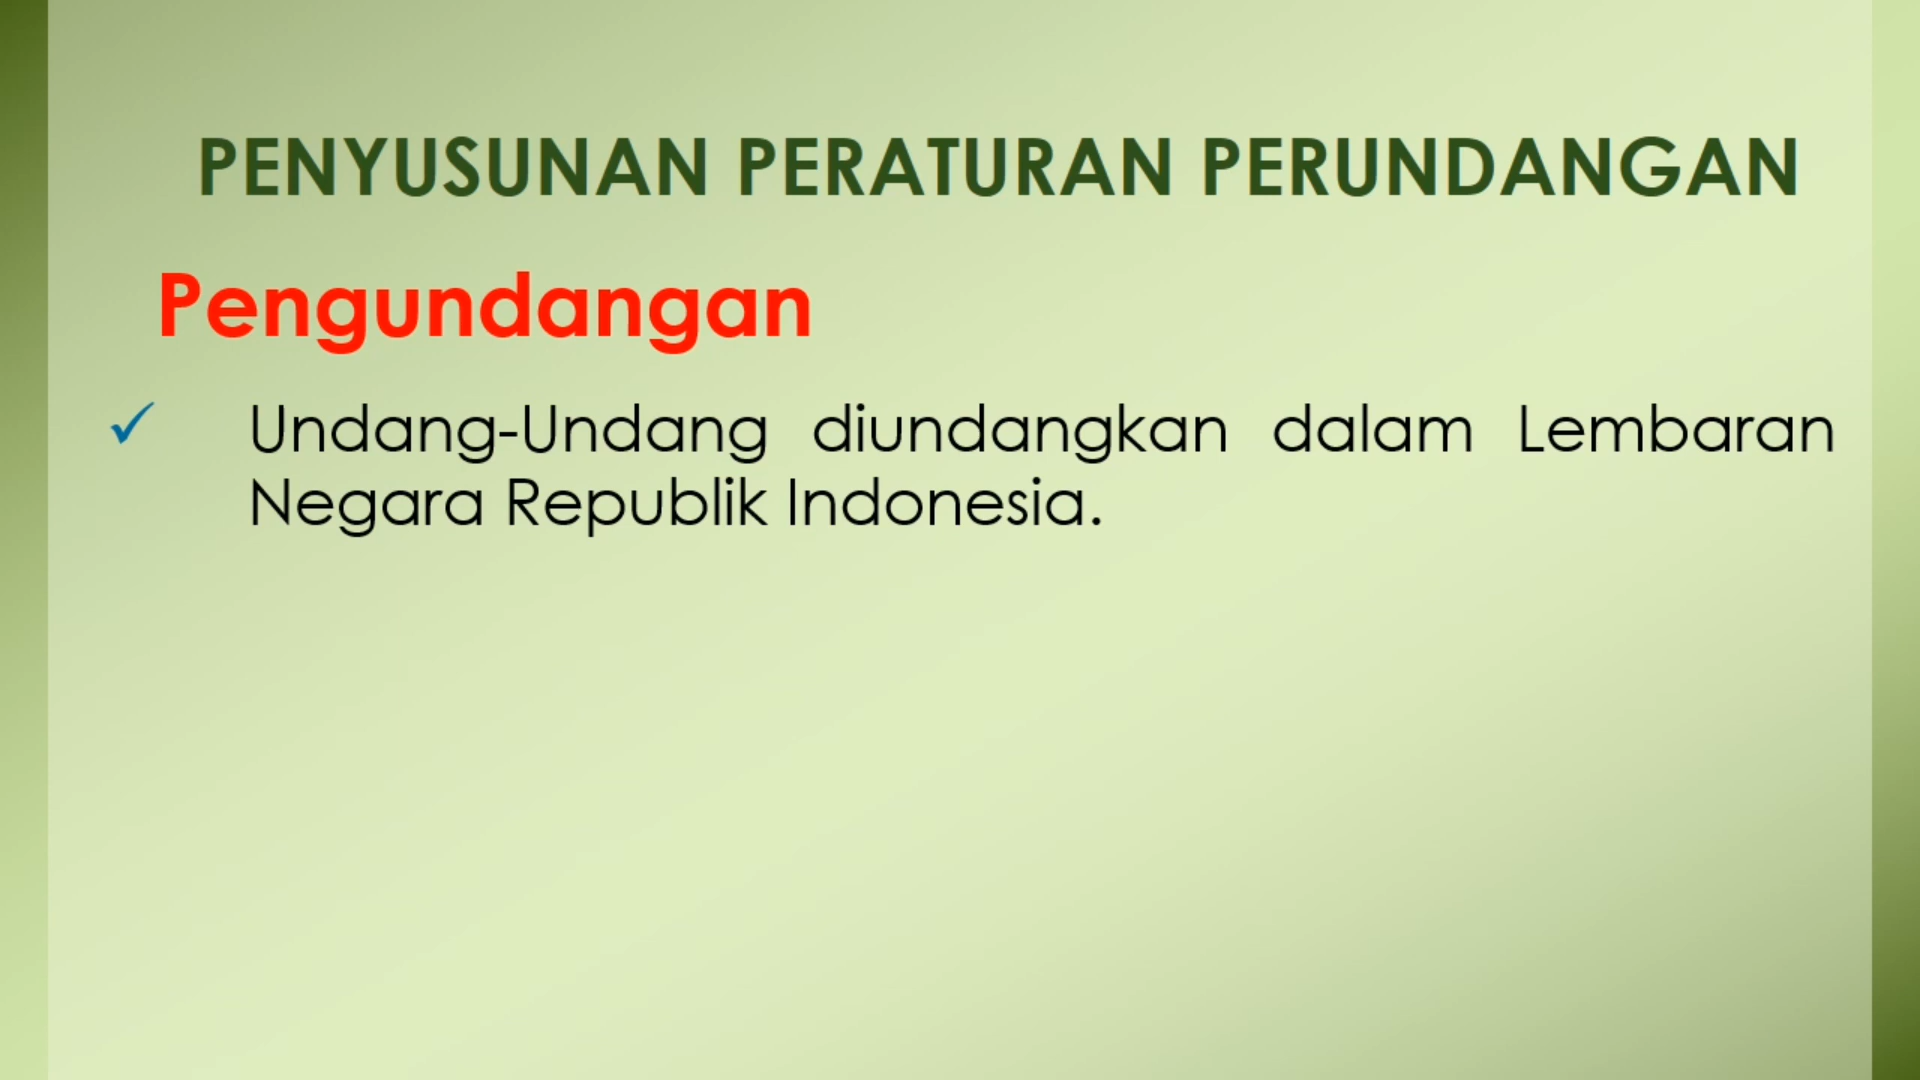 PENYUSUNAN PERATURAN PERUNDANGAN
Pengundangan
Undang-Undang diundangkan dalam Lembaran
Negara Republik Indonesia.